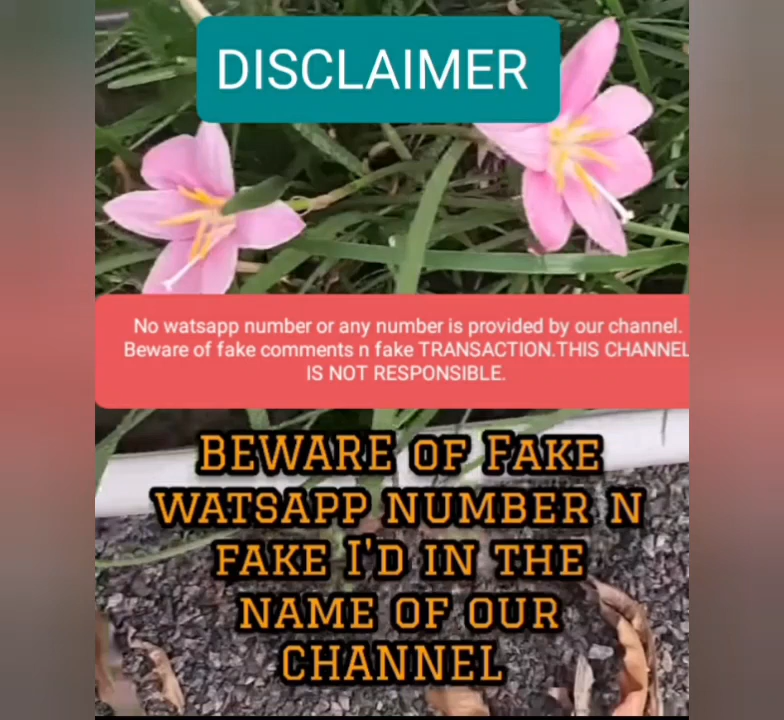 DISCLAIMER
No watsapp number or any number is provided by our channel.
Beware of fake comments n fake TRANSACTION.THIS CHANNEL
IS NOT RESPONSIBLE.
BEWARE OF FAKE
WATSAPP NUMBER N
FAKE I'D IN THE
NAME OF OUR
CHANNEL